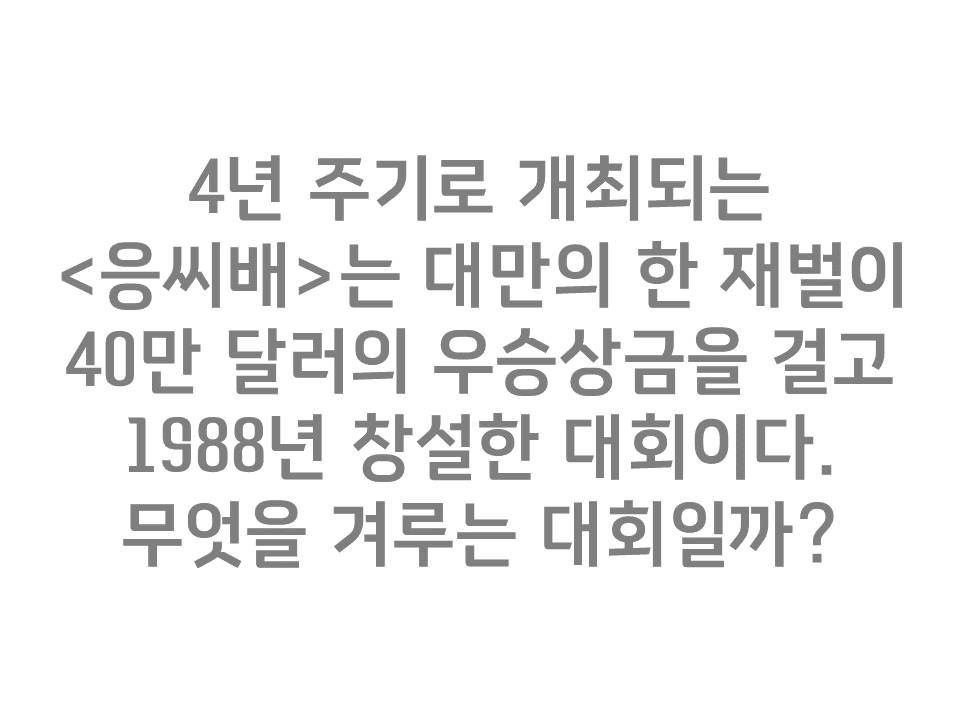 4년 주기로 개최되는
<응씨배>는 대만의 한 재벌이
40만 달러의 우승상금을 걸고
1988년 창설한 대회이다.
무엇을 겨루는 대회일까?